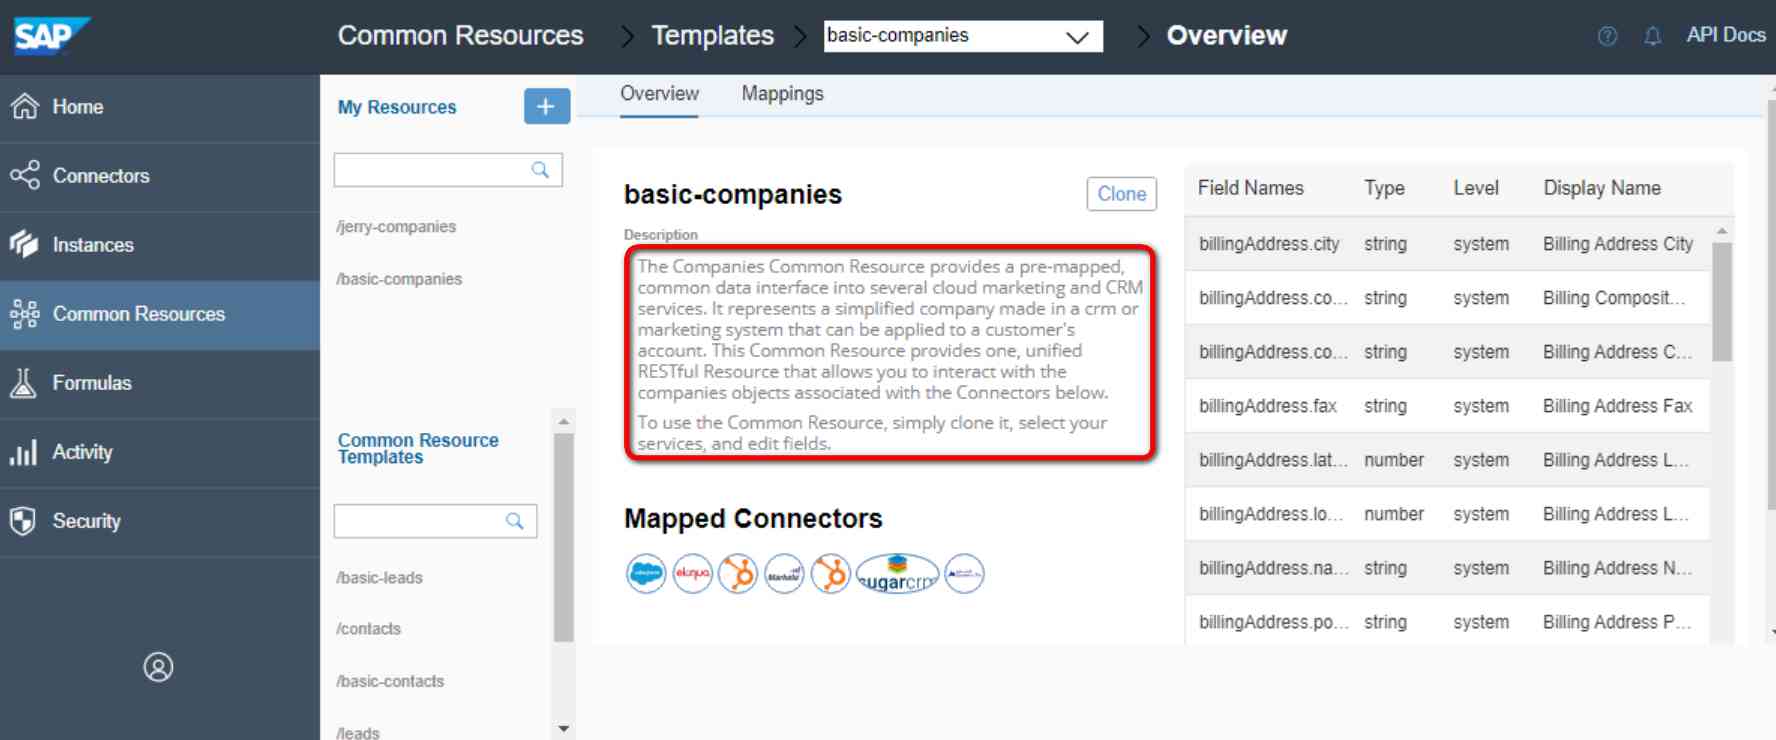 SAP
Common Resources
Templates
basic-companies
Overview
API Docs
Home
Connectors
Instances
Common Resources
Formulas
Activity
Security
My Resources
/jerry-companies
/basic-companies
Common Resource
Templates
/basic-leads
/contacts
/basic-contacts
/leads
Overview
Mappings
basic-companies
Clone
Description
The Companies Common Resource provides a pre-mapped,
common data interface into several cloud marketing and CRM
services. It represents a simplified company made in a crm or
marketing system that can be applied to a customer's
account. This Common Resource provides one, unified
RESTful Resource that allows you to interact with the
companies objects associated with the Connectors below.
To use the Common Resource, simply clone it, select your
services, and edit fields.
Mapped Connectors
salesforce
eloqua
Marketo
sugarcrm
Field Names Type Level Display Name
billingAddress.city string system Billing Address City
billingAddress.co... string system Billing Composit...
billingAddress.co... string system Billing Address C...
billingAddress.fax string system Billing Address Fax
billingAddress.lat... number system Billing Address L...
billingAddress.lo... number system Billing Address L...
billingAddress.na... string system Billing Address N...
billingAddress.po... string system Billing Address P...